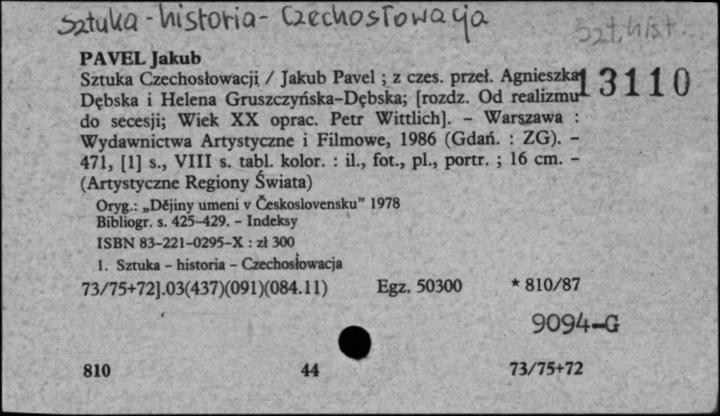 Sztuka - historia - Czechosłowacja
Szt. hist.
PAVEL Jakub
Sztuka Czechosłowacji / Jakub Pavel ; z czes. przeł. Agnieszka
13110
Dębska i Helena Gruszczyńska-Dębska; [rozdz. Od realizmu
do secesji; Wiek XX oprac. Petr Wittlich]. - Warszawa :
Wydawnictwa Artystyczne i Filmowe, 1986 (Gdań. : ZG). -
471, [1] s., VIII s. tabl. kolor. : il., fot., pl., portr. ; 16 cm. -
(Artystyczne Regiony Świata)
Oryg.: „Dějiny umeni v Československu” 1978
Bibliogr. s. 425-429. - Indeksy
ISBN 83-221-0295-X : zł 300
1. Sztuka - historia - Czechosłowacja
73/75+72].03(437)(091)(084.11) Egz. 50300 * 810/87
9094-G
810 44 73/75+72